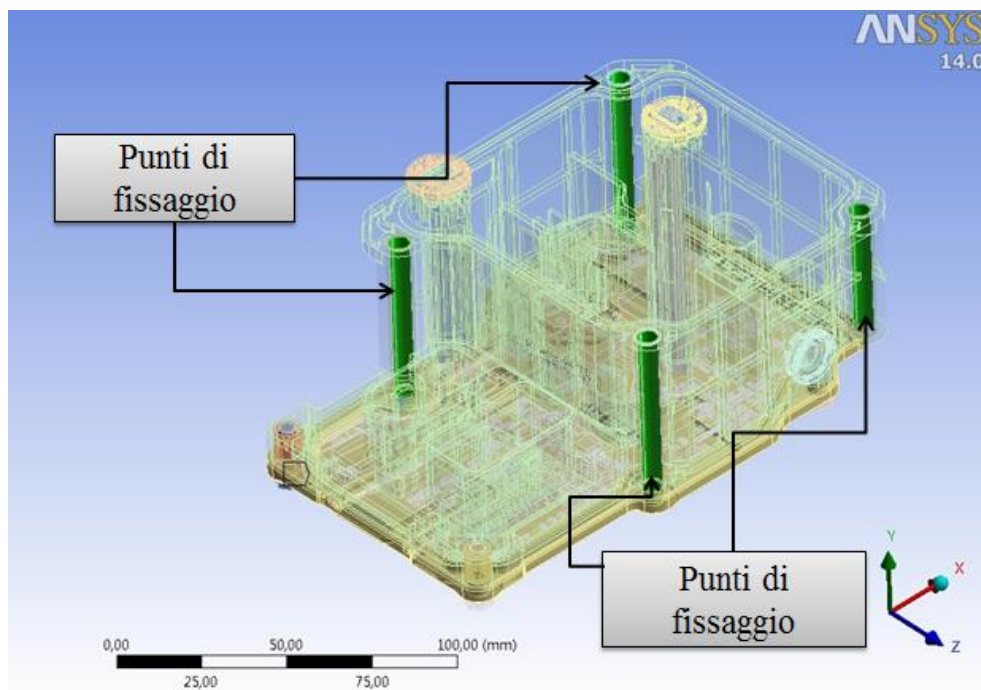 ANSYS
14.0
Punti di
fissaggio
Punti di
fissaggio
Y
X
Z
0,00 50,00 100,00 (mm)
25,00 75,00